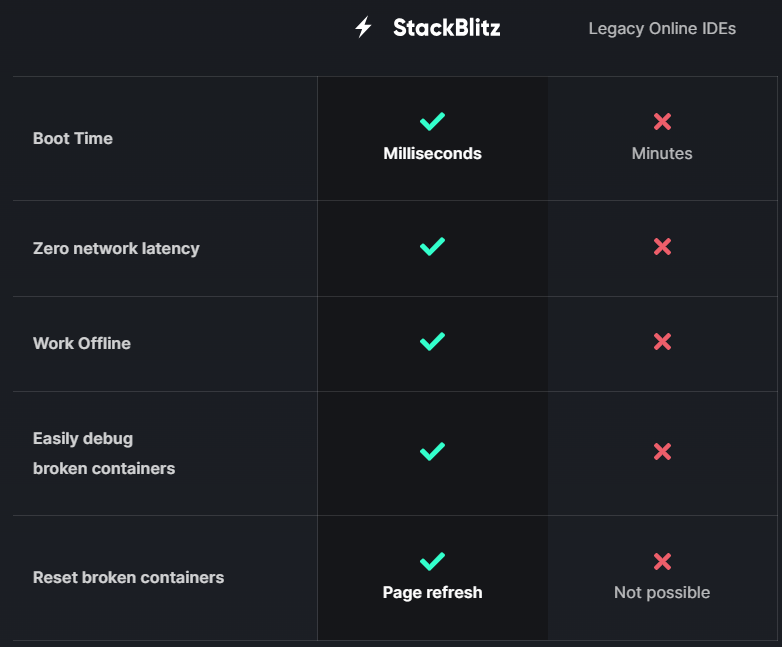 StackBlitz
Legacy Online IDEs
Boot Time
Milliseconds
Minutes
Zero network latency
Work Offline
Easily debug
broken containers
Reset broken containers
Page refresh
Not possible